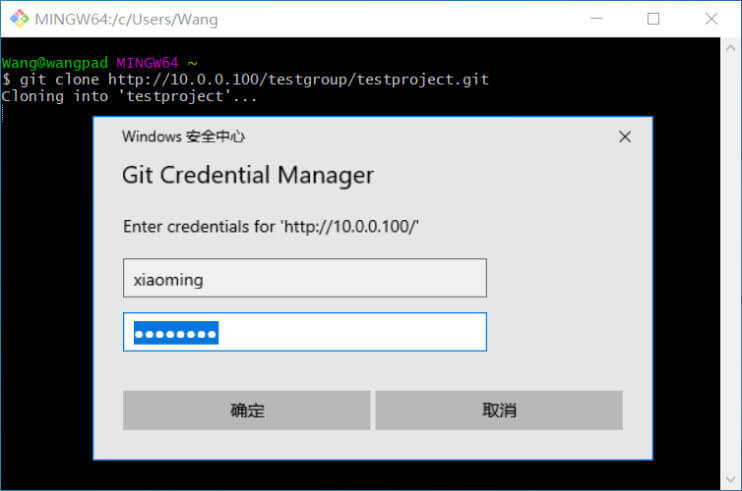 MINGW64:/c/Users/Wang
Wang@wangpad MINGW64 ~
$ git clone http://10.0.0.100/testgroup/testproject.git
Cloning into 'testproject'...
Windows 安全中心
Git Credential Manager
Enter credentials for 'http://10.0.0.100/'
xiaoming
●●●●●●●●
确定
取消